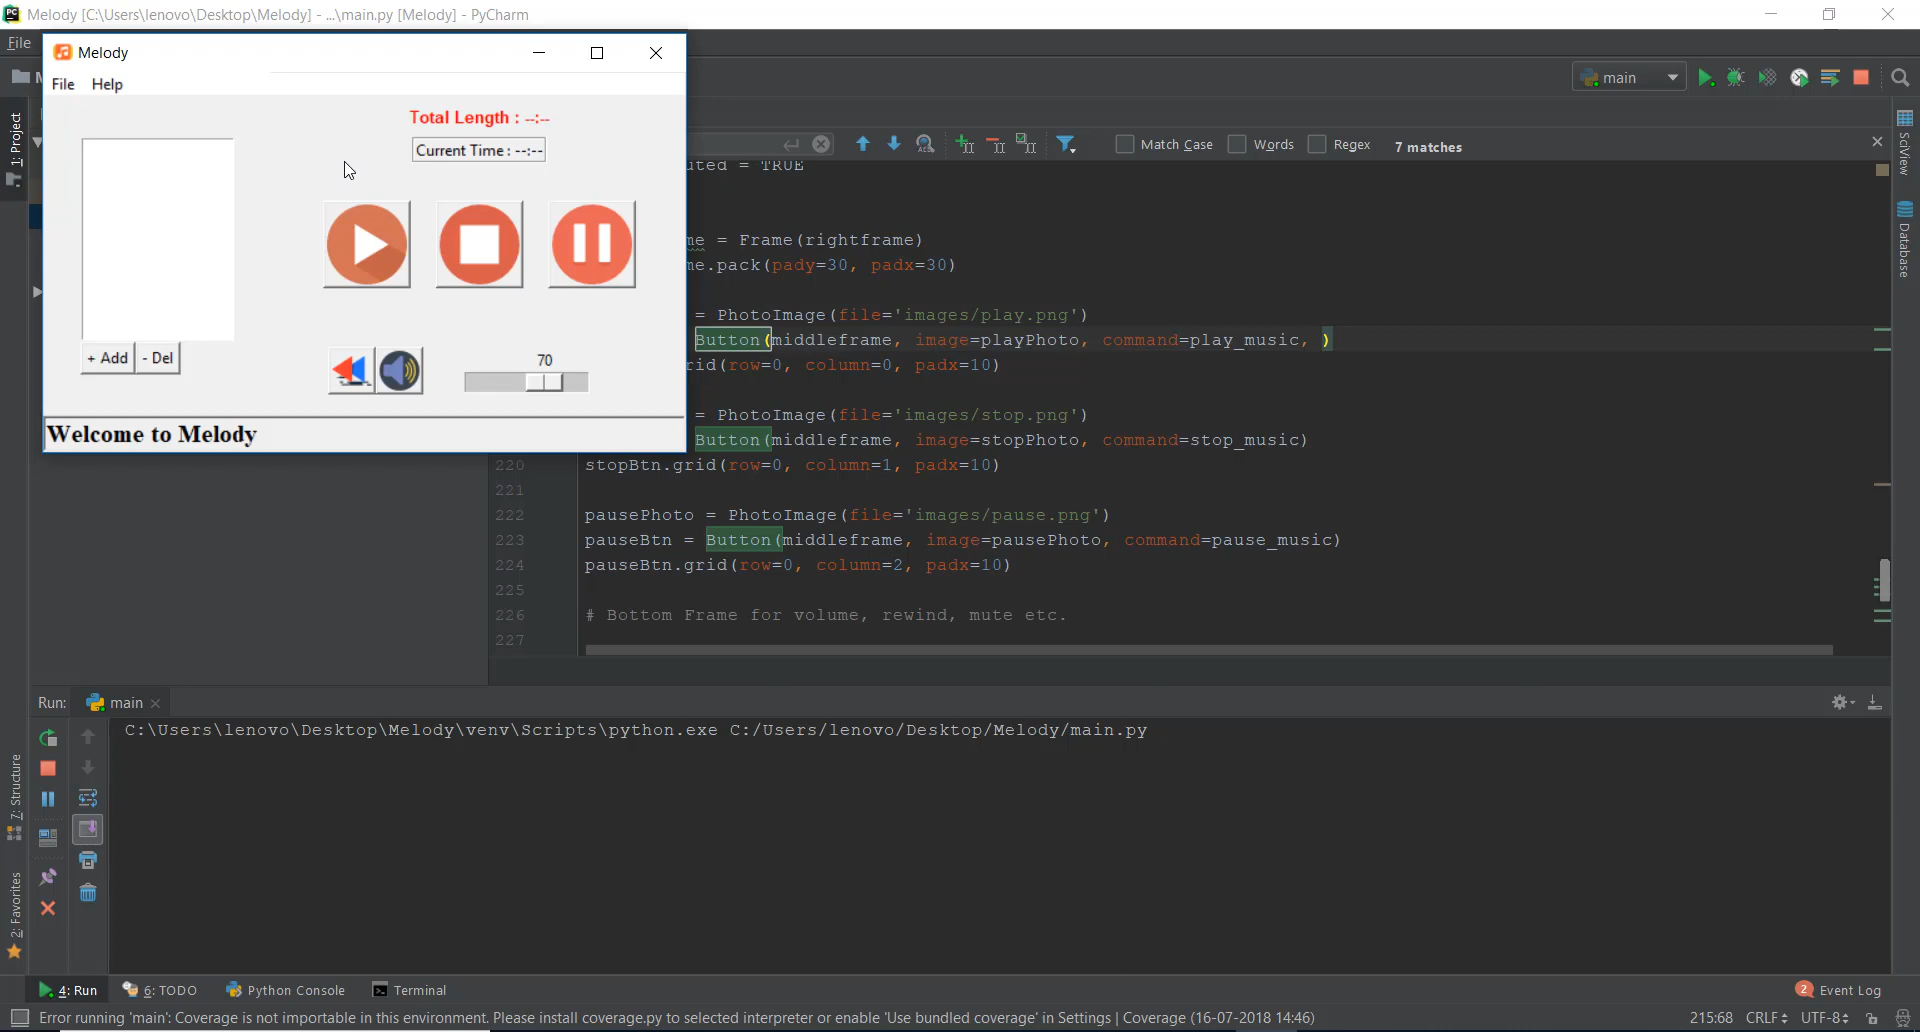 Melody [C:\Users\lenovo\Desktop\Melody] - ...\main.py [Melody] - PyCharm
File
Melody
File Help
Total Length : --:--
Current Time : --:--
+ Add - Del
70
Welcome to Melody
main
Match Case Words Regex 7 matches
uted = TRUE
me = Frame(rightframe)
me.pack(pady=30, padx=30)
= PhotoImage(file='images/play.png')
Button(middleframe, image=playPhoto, command=play_music, )
rid(row=0, column=0, padx=10)
= PhotoImage(file='images/stop.png')
Button(middleframe, image=stopPhoto, command=stop_music)
220 stopBtn.grid(row=0, column=1, padx=10)
221
222 pausePhoto = PhotoImage(file='images/pause.png')
223 pauseBtn = Button(middleframe, image=pausePhoto, command=pause_music)
224 pauseBtn.grid(row=0, column=2, padx=10)
225
226 # Bottom Frame for volume, rewind, mute etc.
227
1: Project
7: Structure
2: Favorites
SciView
Database
Run: main
C:\Users\lenovo\Desktop\Melody\venv\Scripts\python.exe C:/Users/lenovo/Desktop/Melody/main.py
4: Run 6: TODO Python Console Terminal 2 Event Log
Error running 'main': Coverage is not importable in this environment. Please install coverage.py to selected interpreter or enable 'Use bundled coverage' in Settings | Coverage (16-07-2018 14:46) 215:68 CRLF UTF-8